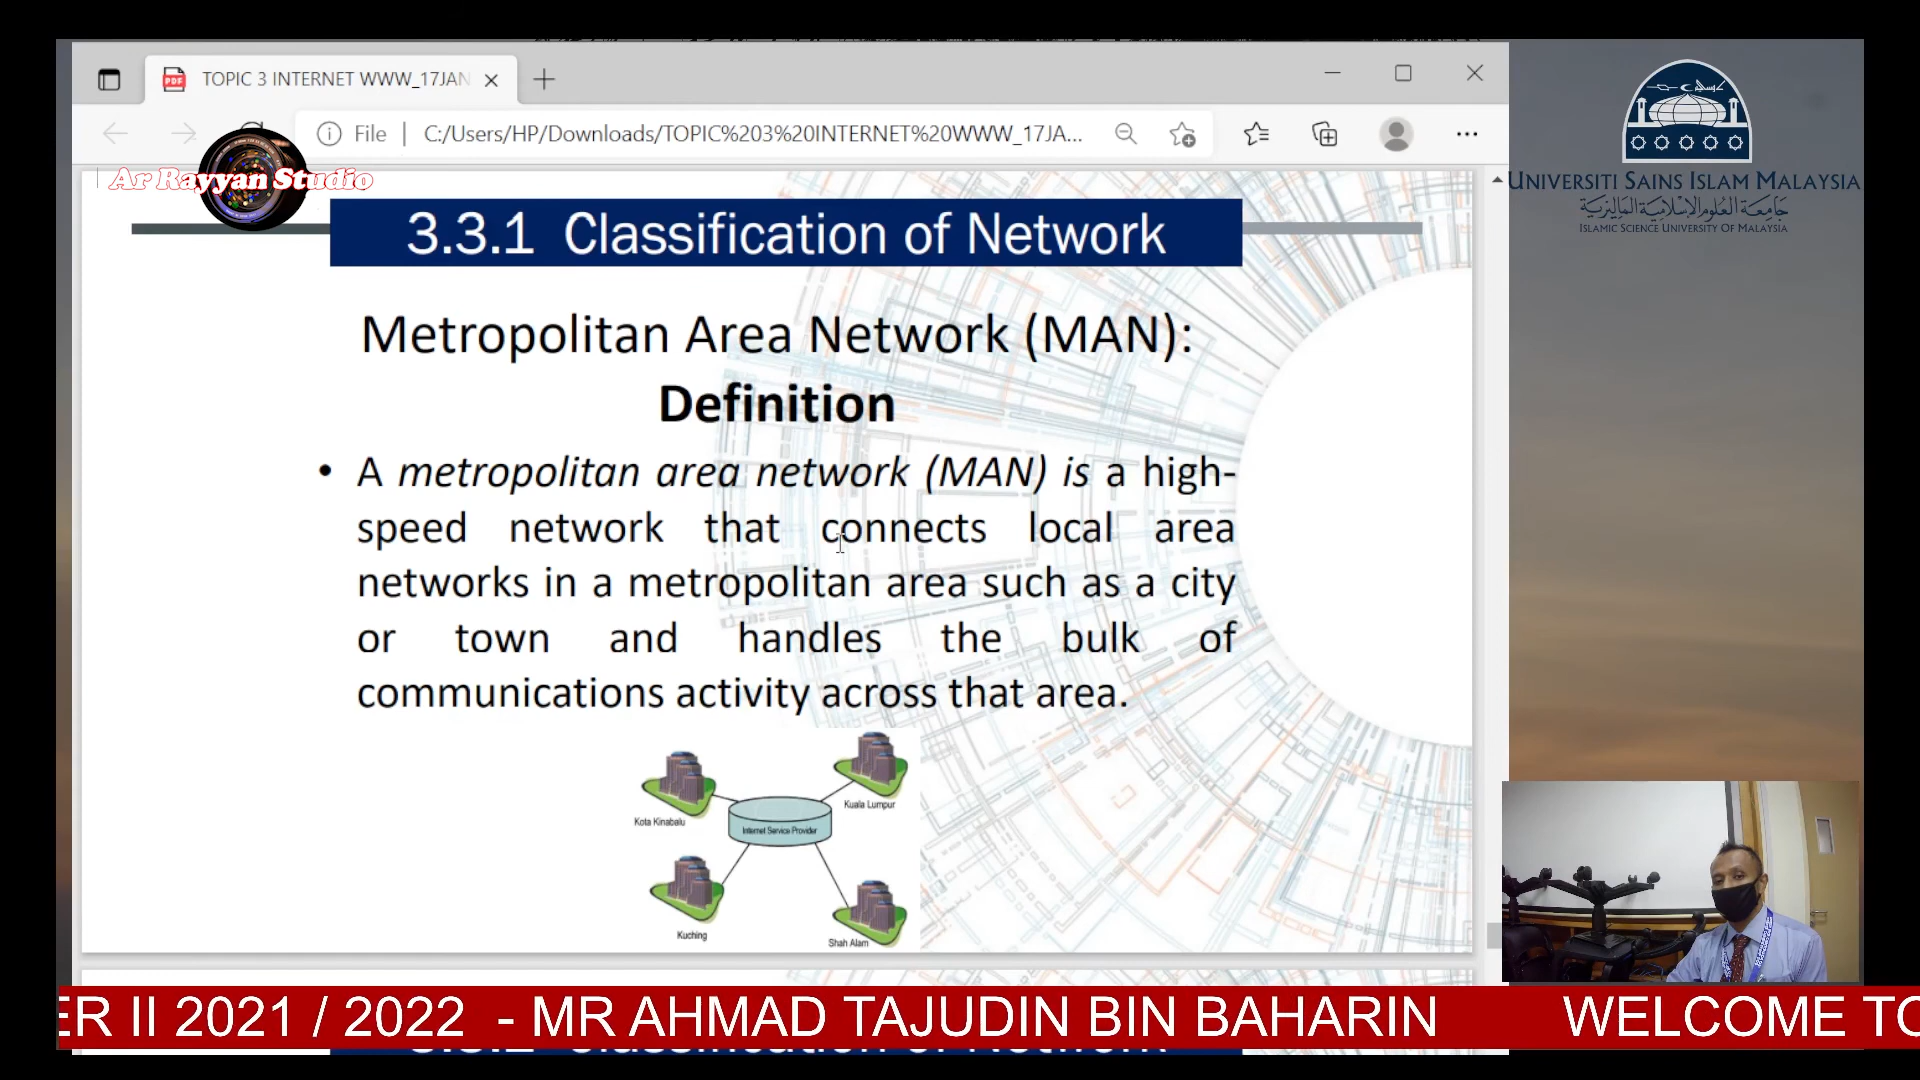 TOPIC 3 INTERNET WWW_17JAN
File
C:/Users/HP/Downloads/TOPIC%203%20INTERNET%20WWW_17JA...
Ar Rayyan Studio
UNIVERSITI SAINS ISLAM MALAYSIA
جامعة العلوم الإسلامية الماليزية
ISLAMIC SCIENCE UNIVERSITY OF MALAYSIA
3.3.1 Classification of Network
Metropolitan Area Network (MAN):
Definition
• A metropolitan area network (MAN) is a high-
speed network that connects local area
networks in a metropolitan area such as a city
or town and handles the bulk of
communications activity across that area.
Kota Kinabalu
Kuala Lumpur
Internet Service Provider
Kuching
Shah Alam
ER II 2021 / 2022 - MR AHMAD TAJUDIN BIN BAHARIN WELCOME TO